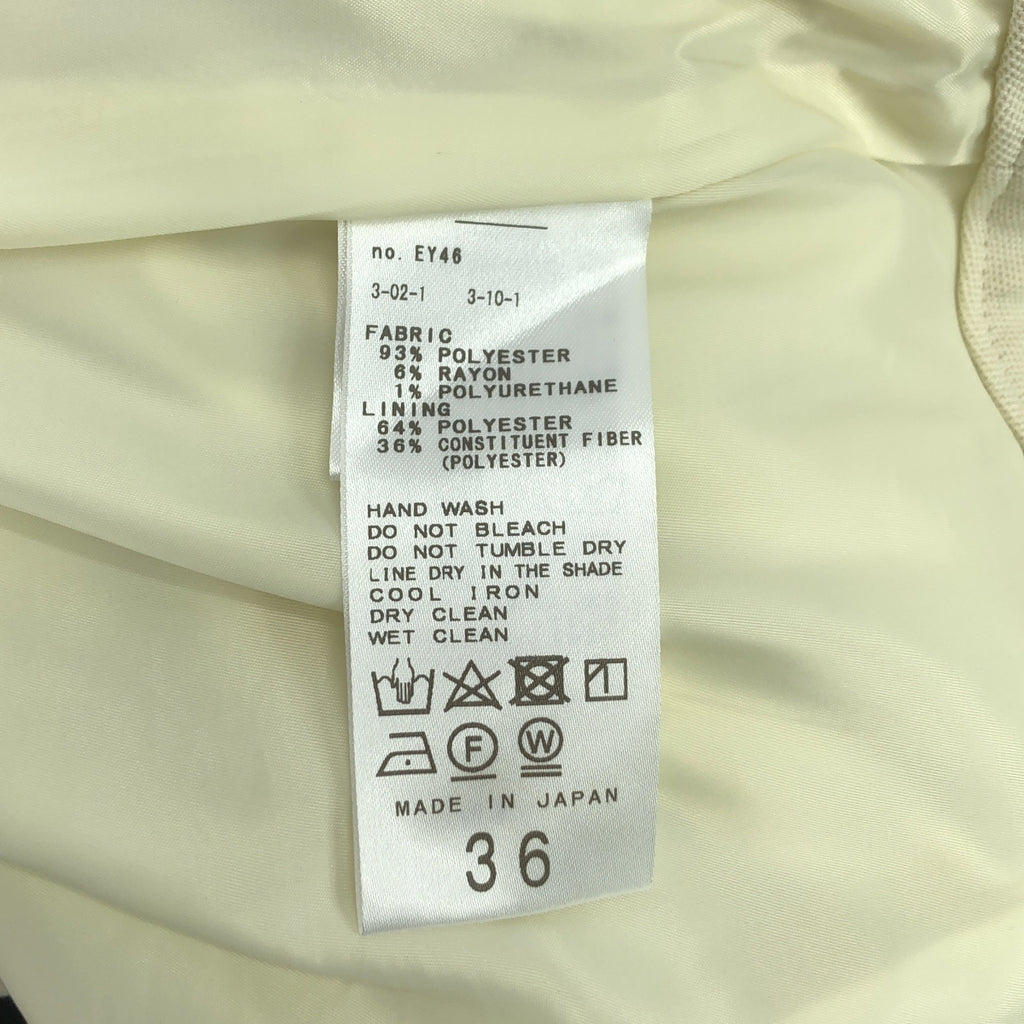 no. EY46
3-02-1 3-10-1
FABRIC
93% POLYESTER
6% RAYON
1% POLYURETHANE
LINING
64% POLYESTER
36% CONSTITUENT FIBER
(POLYESTER)
HAND WASH
DO NOT BLEACH
DO NOT TUMBLE DRY
LINE DRY IN THE SHADE
COOL IRON
DRY CLEAN
WET CLEAN
F W
MADE IN JAPAN
36